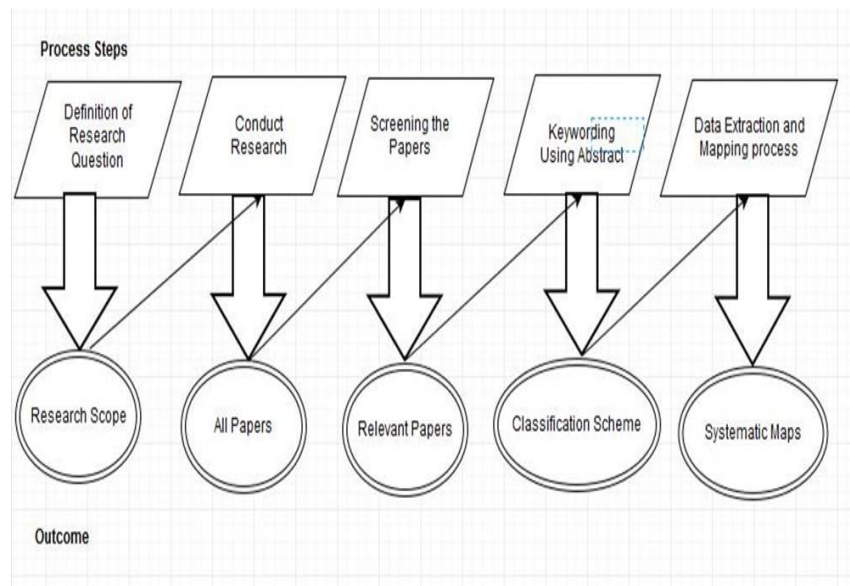 Process Steps
Definition of
Research
Question
Conduct
Research
Screening the
Papers
Keywording
Using Abstract
Data Extraction and
Mapping process
Research Scope
All Papers
Relevant Papers
Classification Scheme
Systematic Maps
Outcome